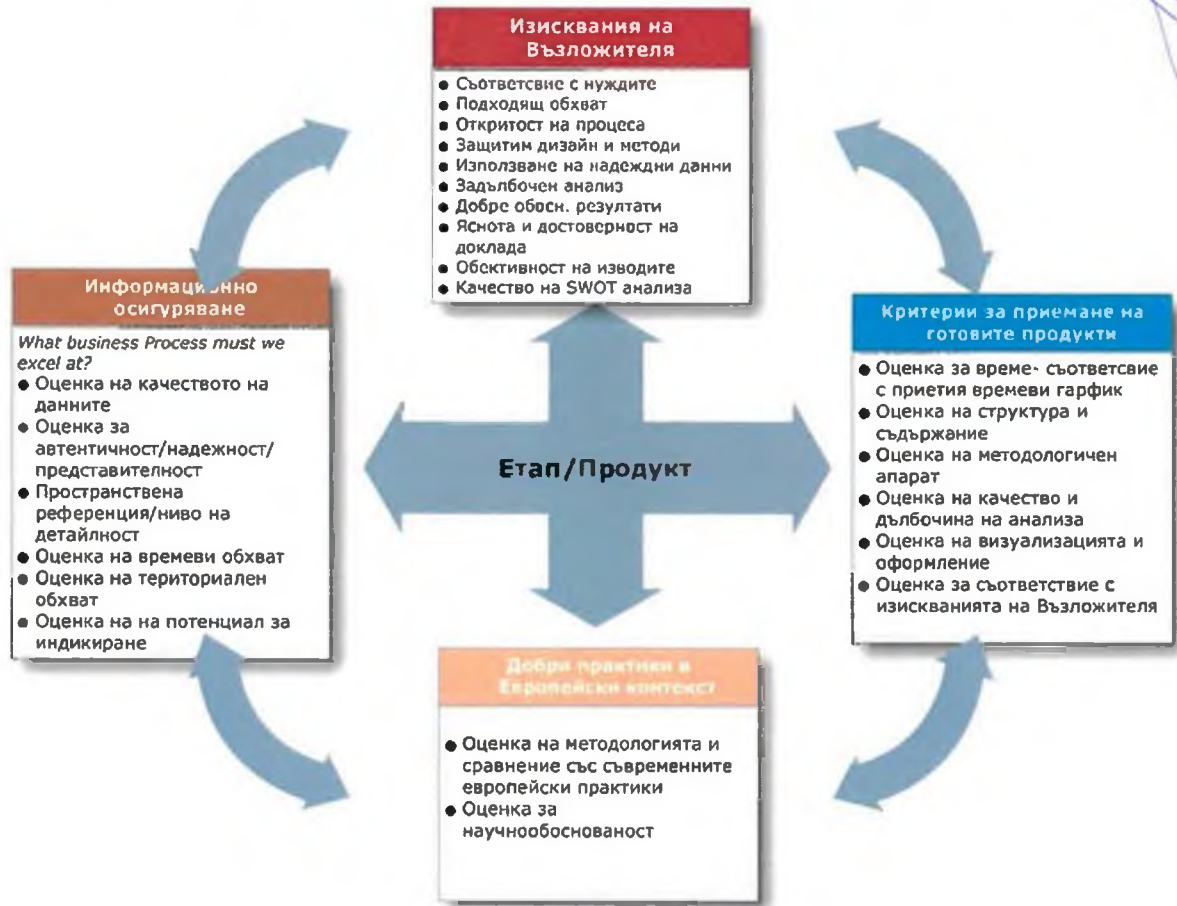 Изисквания на
Възложителя
● Съответсвие с нуждите
● Подходящ обхват
● Откритост на процеса
● Защитим дизайн и методи
● Използване на надеждни данни
● Задълбочен анализ
● Добре обосн. резултати
● Яснота и достоверност на
доклада
● Обективност на изводите
● Качество на SWOT анализа
Информационно
осигуряване
What business Process must we
excel at?
● Оценка на качеството на
данните
● Оценка за
автентичност/надежност/
представителност
● Пространствена
референция/ниво на
детайлност
● Оценка на времеви обхват
● Оценка на териториален
обхват
● Оценка на на потенциал за
индикиране
Етап/Продукт
Критерии за приемане на
готовите продукти
● Оценка за време- съответсвие
с приетия времеви гарфик
● Оценка на структура и
съдържание
● Оценка на методологичен
апарат
● Оценка на качество и
дълбочина на анализа
● Оценка на визуализацията и
оформление
● Оценка за съответствие с
изискванията на Възложителя
Добри практики в
Европейски контекст
● Оценка на методологията и
сравнение със съвременните
европейски практики
● Оценка за
научнообоснованост